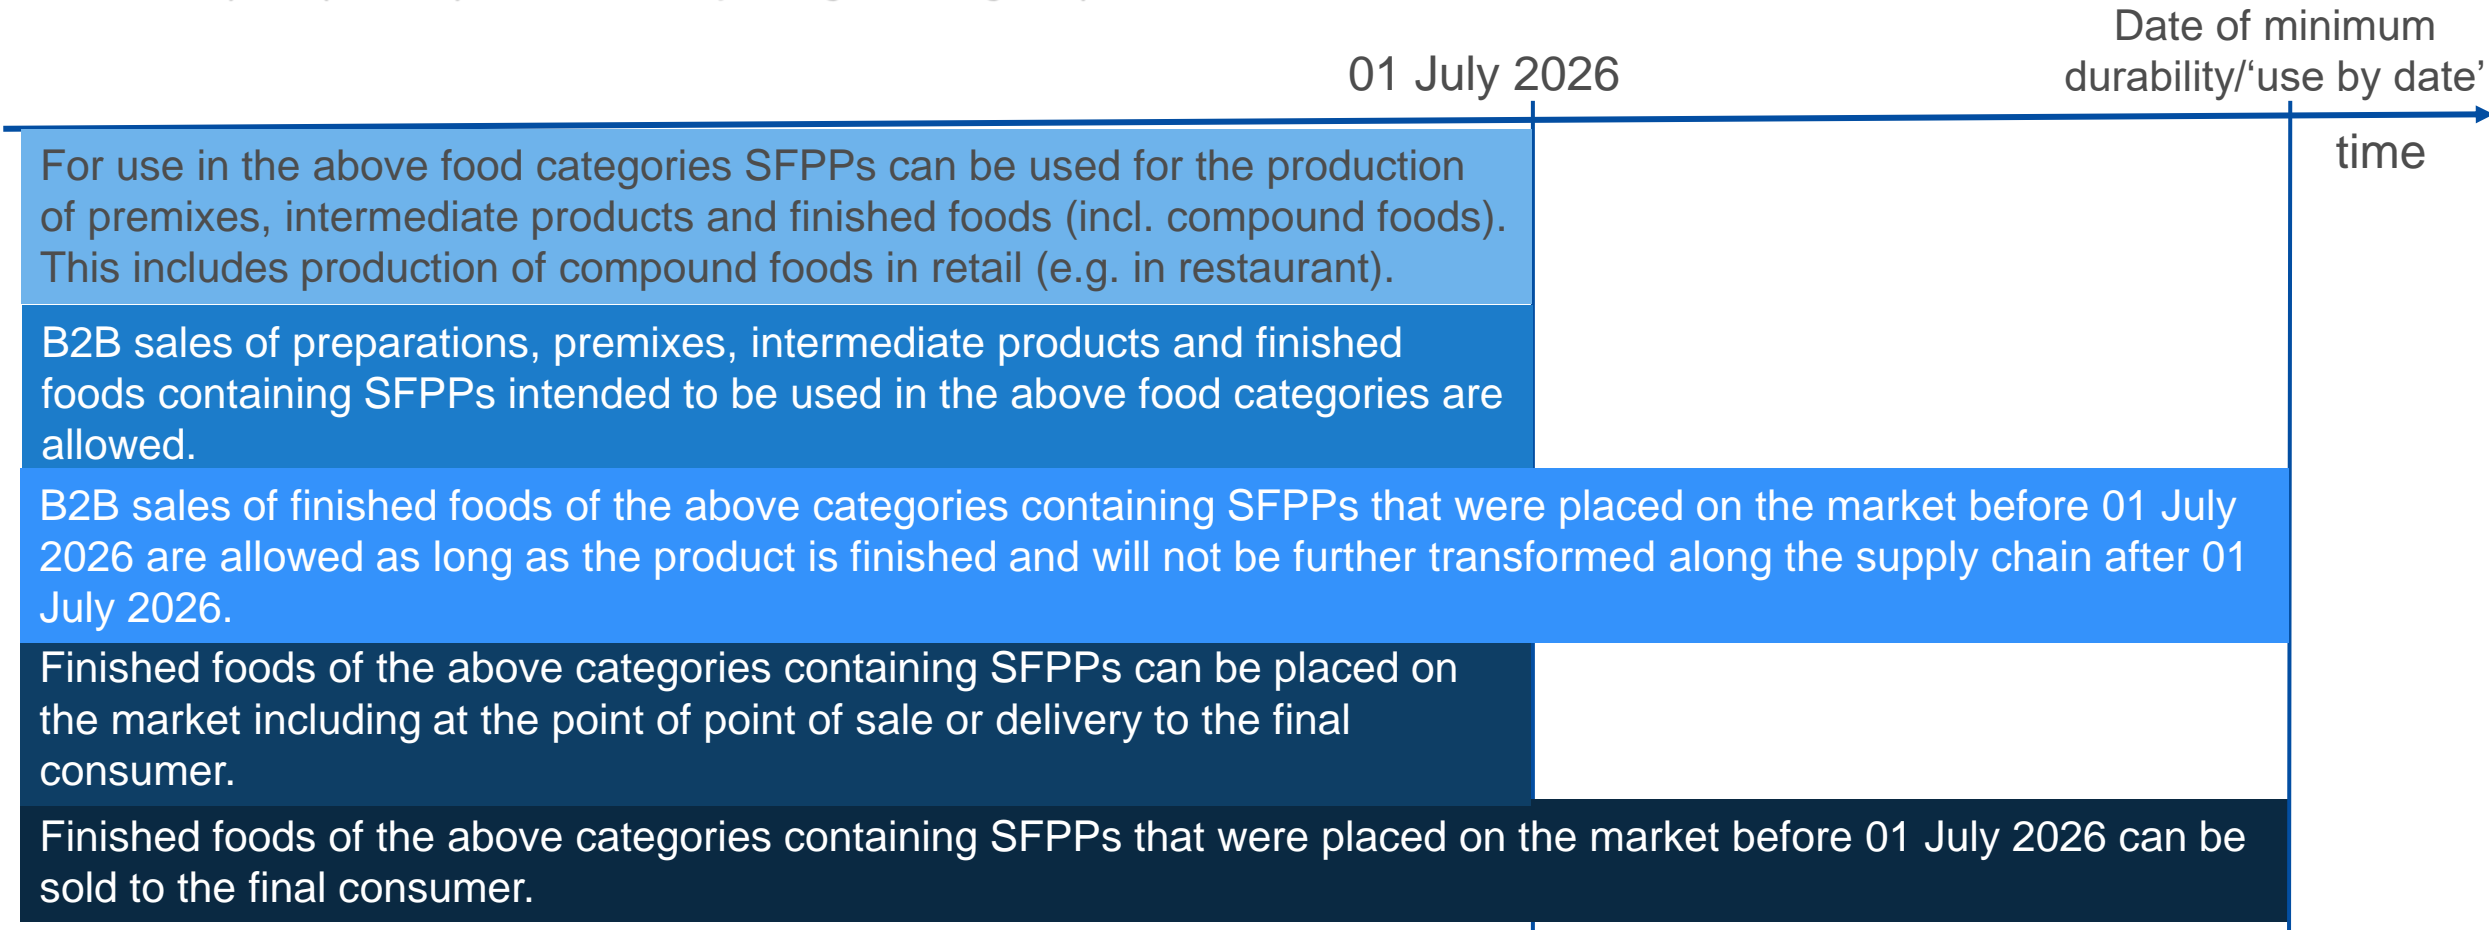 Date of minimum
durability/‘use by date’
01 July 2026
time
For use in the above food categories SFPPs can be used for the production
of premixes, intermediate products and finished foods (incl. compound foods).
This includes production of compound foods in retail (e.g. in restaurant).
B2B sales of preparations, premixes, intermediate products and finished
foods containing SFPPs intended to be used in the above food categories are
allowed.
B2B sales of finished foods of the above categories containing SFPPs that were placed on the market before 01 July
2026 are allowed as long as the product is finished and will not be further transformed along the supply chain after 01
July 2026.
Finished foods of the above categories containing SFPPs can be placed on
the market including at the point of point of sale or delivery to the final
consumer.
Finished foods of the above categories containing SFPPs that were placed on the market before 01 July 2026 can be
sold to the final consumer.